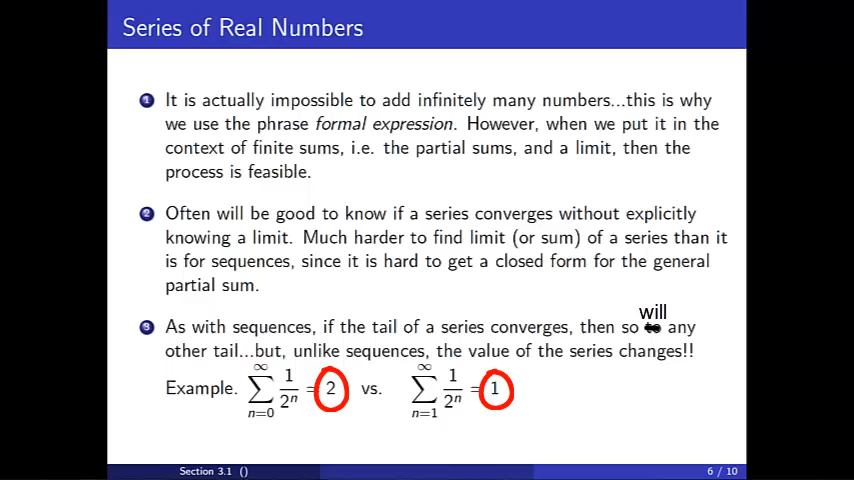 Series of Real Numbers
1 It is actually impossible to add infinitely many numbers...this is why
we use the phrase formal expression. However, when we put it in the
context of finite sums, i.e. the partial sums, and a limit, then the
process is feasible.
2 Often will be good to know if a series converges without explicitly
knowing a limit. Much harder to find limit (or sum) of a series than it
is for sequences, since it is hard to get a closed form for the general
partial sum.
will
3 As with sequences, if the tail of a series converges, then so to any
other tail...but, unlike sequences, the value of the series changes!!
Example. ∑_{n=0}^{∞} 1/2ⁿ = 2 vs. ∑_{n=1}^{∞} 1/2ⁿ = 1
Section 3.1 () 6 / 10